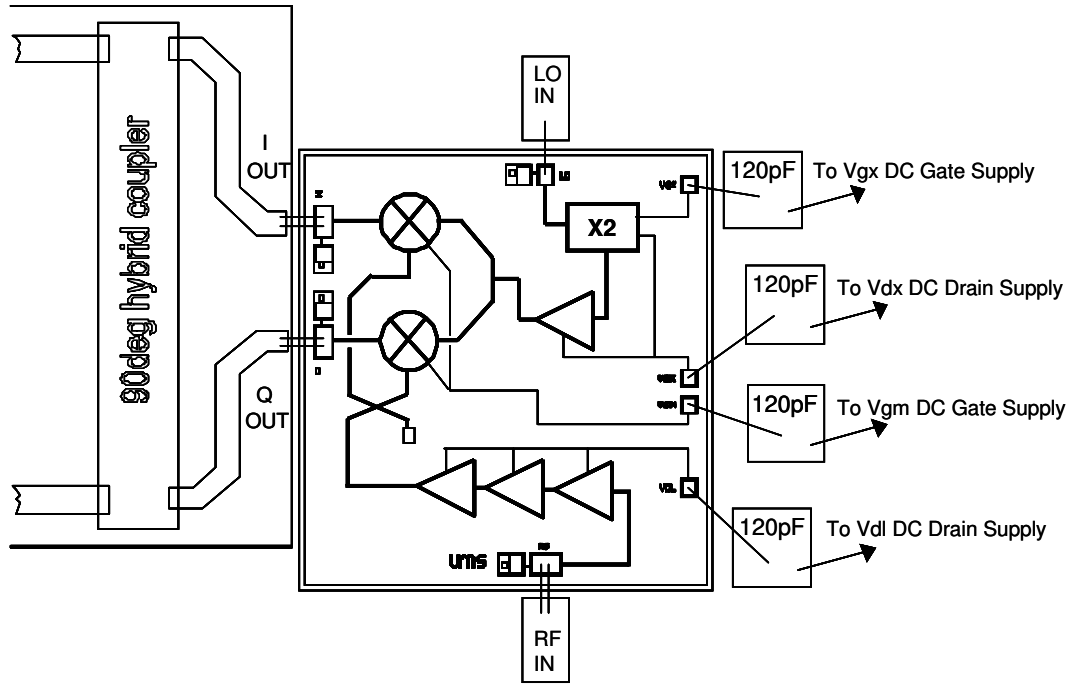 90deg hybrid coupler
I
OUT
Q
OUT
LO
IN
X2
120pF
To Vgx DC Gate Supply
120pF
To Vdx DC Drain Supply
120pF
To Vgm DC Gate Supply
120pF
To Vdl DC Drain Supply
ums
RF
IN